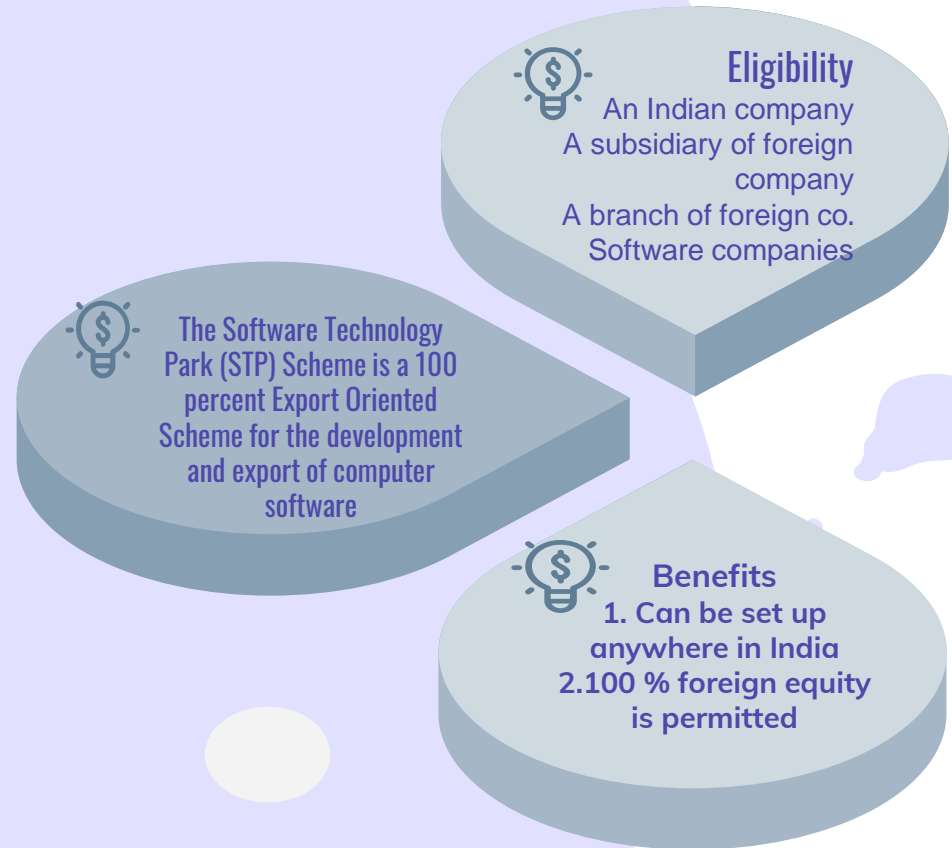 Eligibility
An Indian company
A subsidiary of foreign
company
A branch of foreign co.
Software companies
The Software Technology
Park (STP) Scheme is a 100
percent Export Oriented
Scheme for the development
and export of computer
software
Benefits
1. Can be set up
anywhere in India
2.100 % foreign equity
is permitted